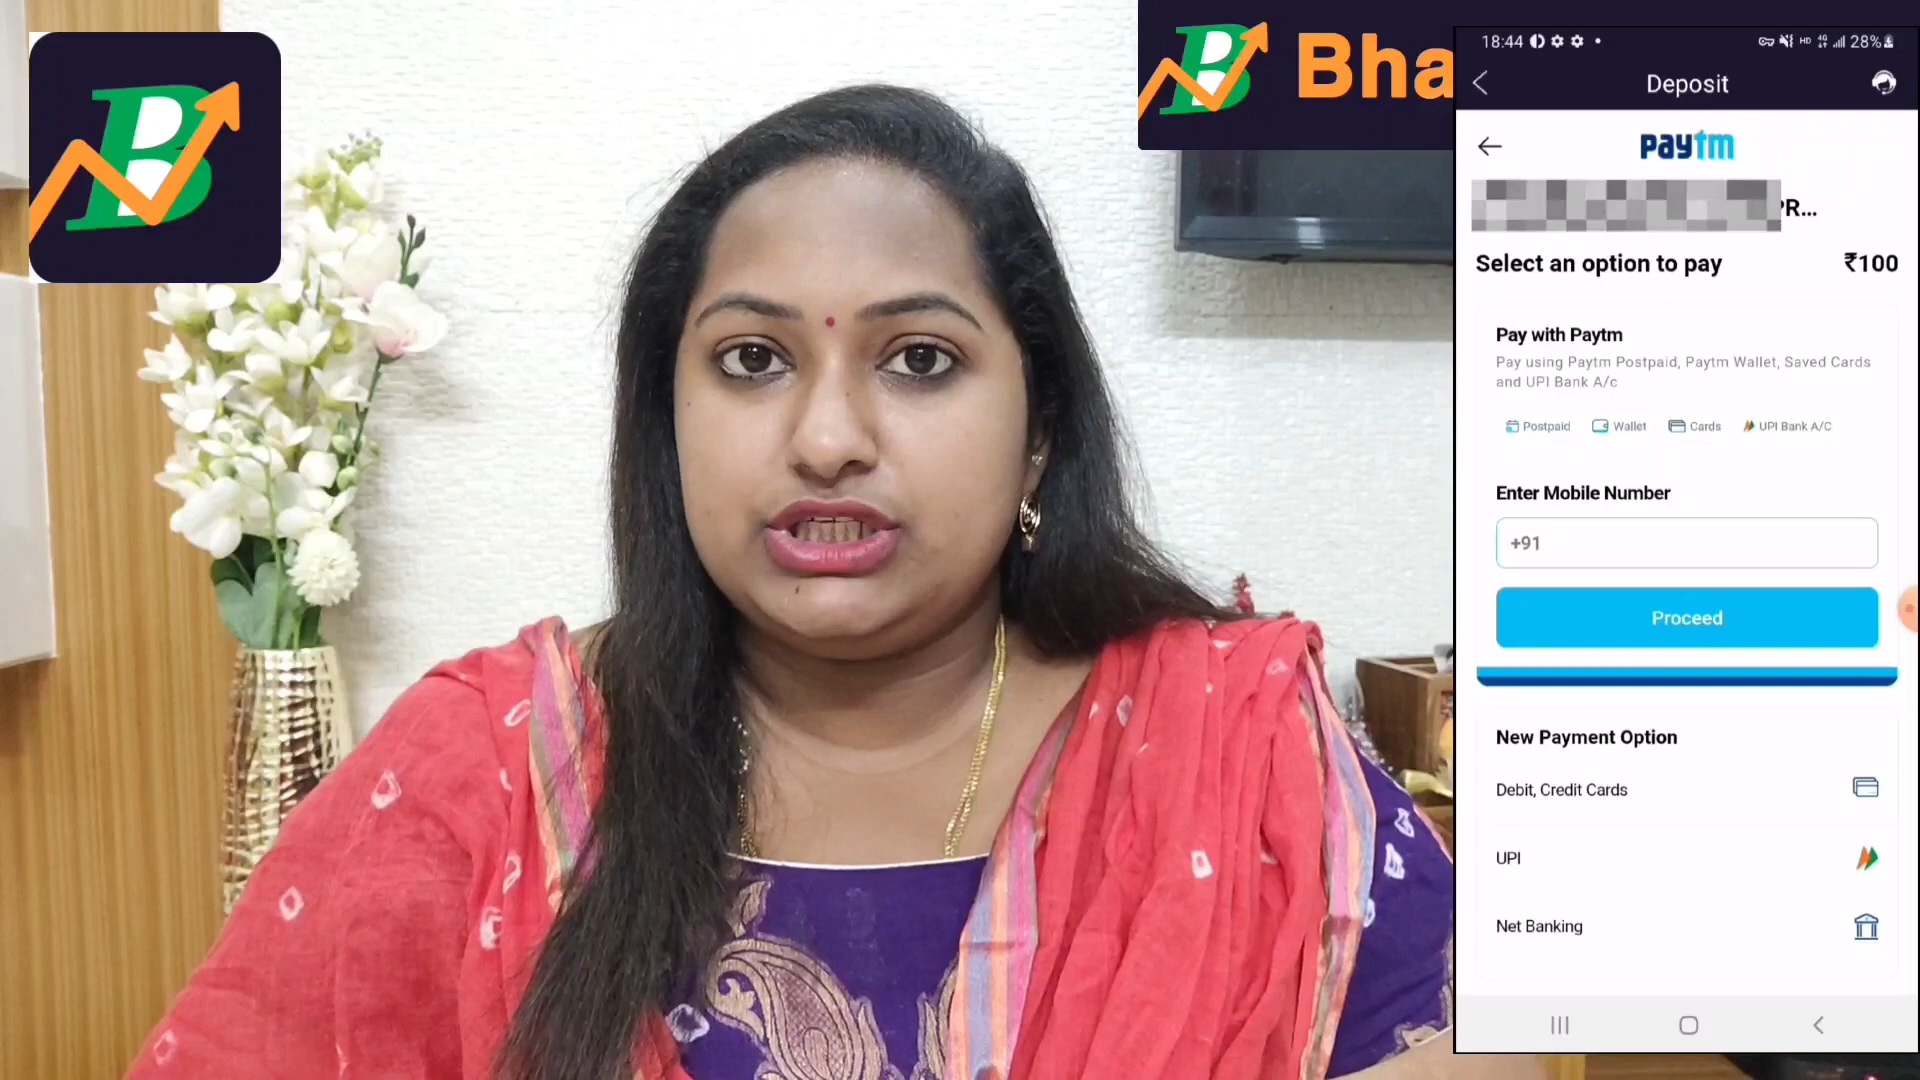 B
B Bha
18:44 HD 4G 28%
Deposit
paytm
R...
Select an option to pay ₹100
Pay with Paytm
Pay using Paytm Postpaid, Paytm Wallet, Saved Cards
and UPI Bank A/c
Postpaid Wallet Cards UPI Bank A/C
Enter Mobile Number
+91
Proceed
New Payment Option
Debit, Credit Cards
UPI
Net Banking